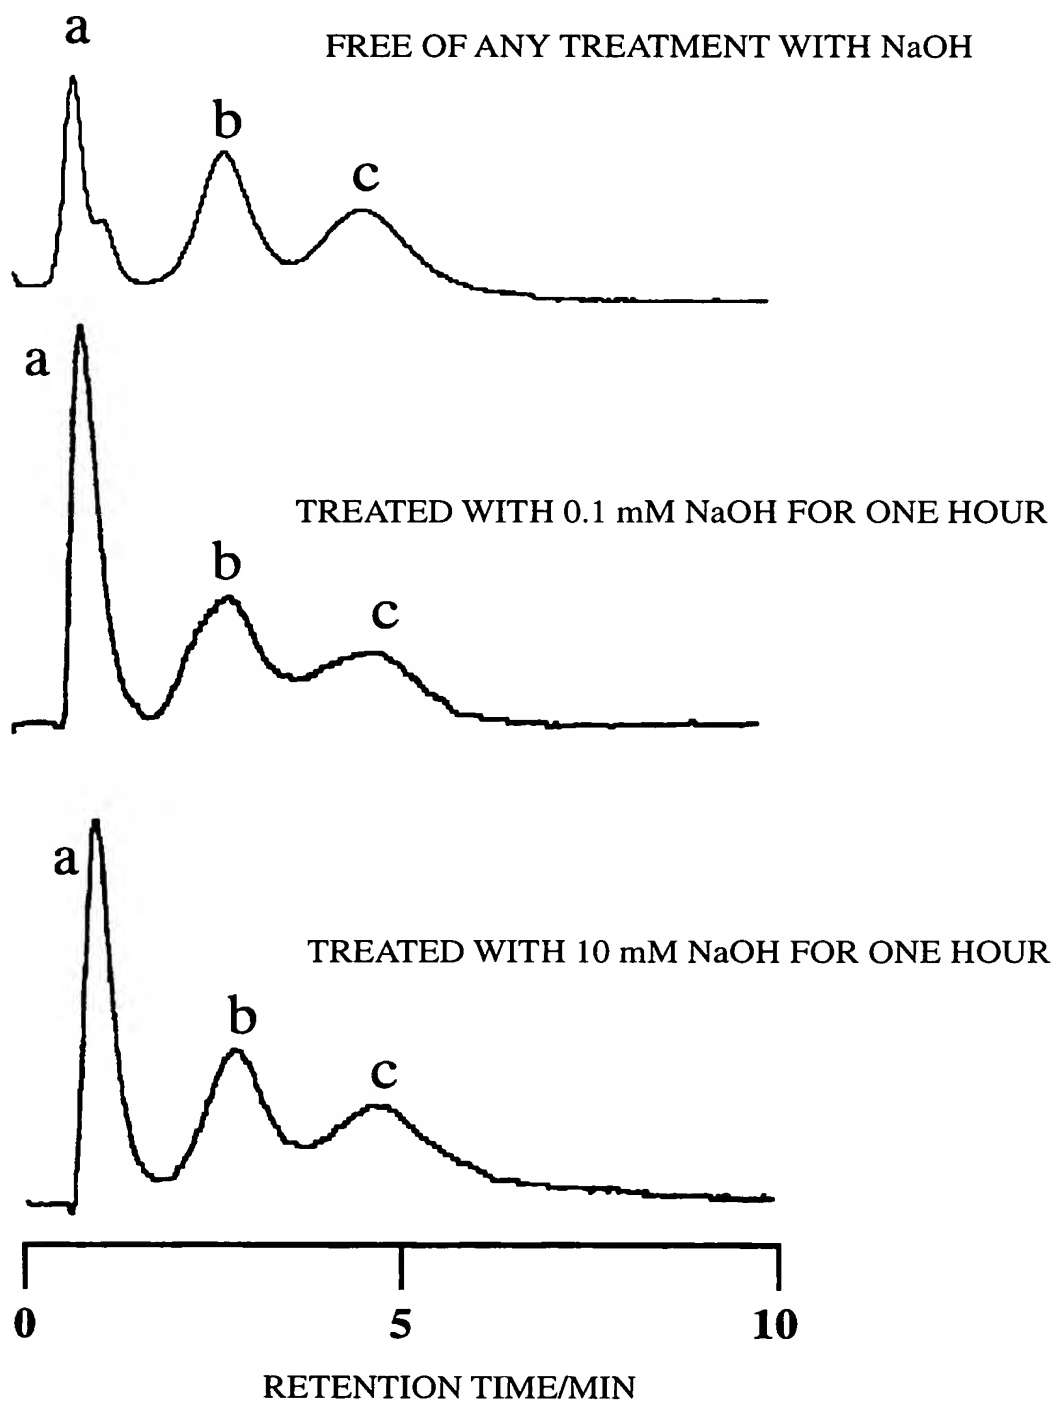 a
FREE OF ANY TREATMENT WITH NaOH
b
c
a
TREATED WITH 0.1 mM NaOH FOR ONE HOUR
b
c
a
TREATED WITH 10 mM NaOH FOR ONE HOUR
b
c
0 5 10
RETENTION TIME/MIN